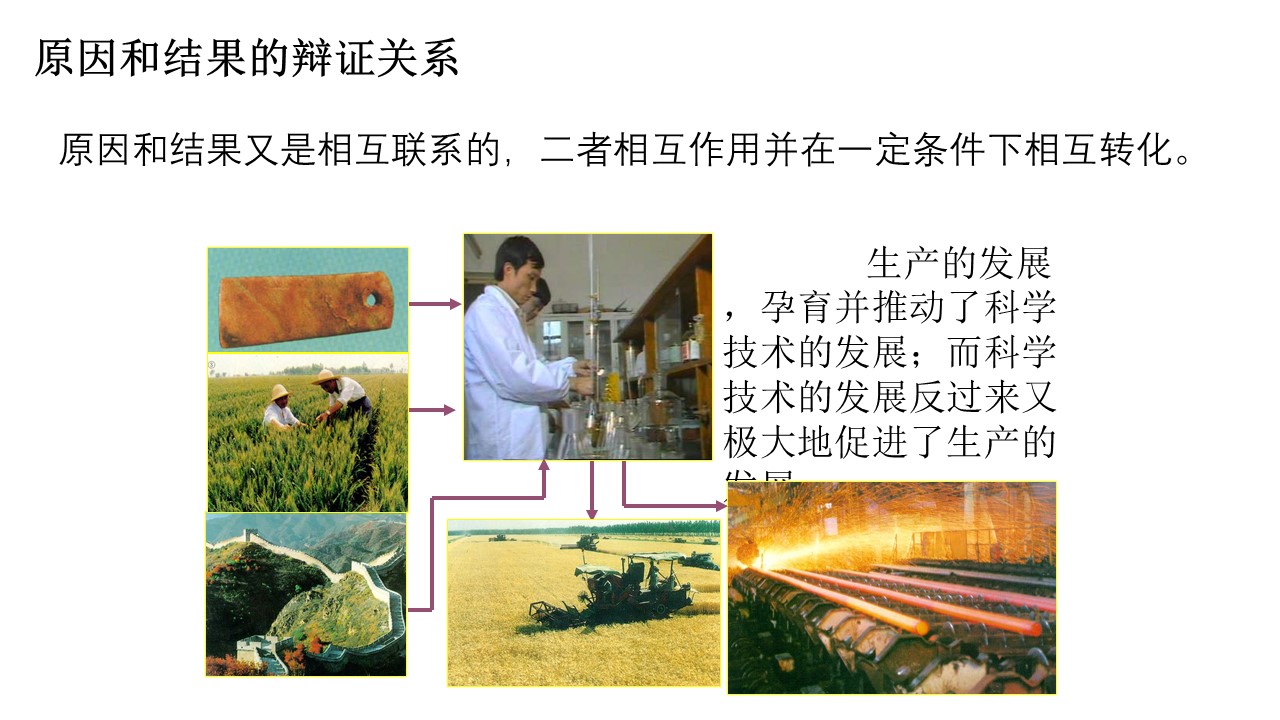 原因和结果的辩证关系
原因和结果又是相互联系的，二者相互作用并在一定条件下相互转化。
生产的发展
，孕育并推动了科学
技术的发展；而科学
技术的发展反过来又
极大地促进了生产的
发展